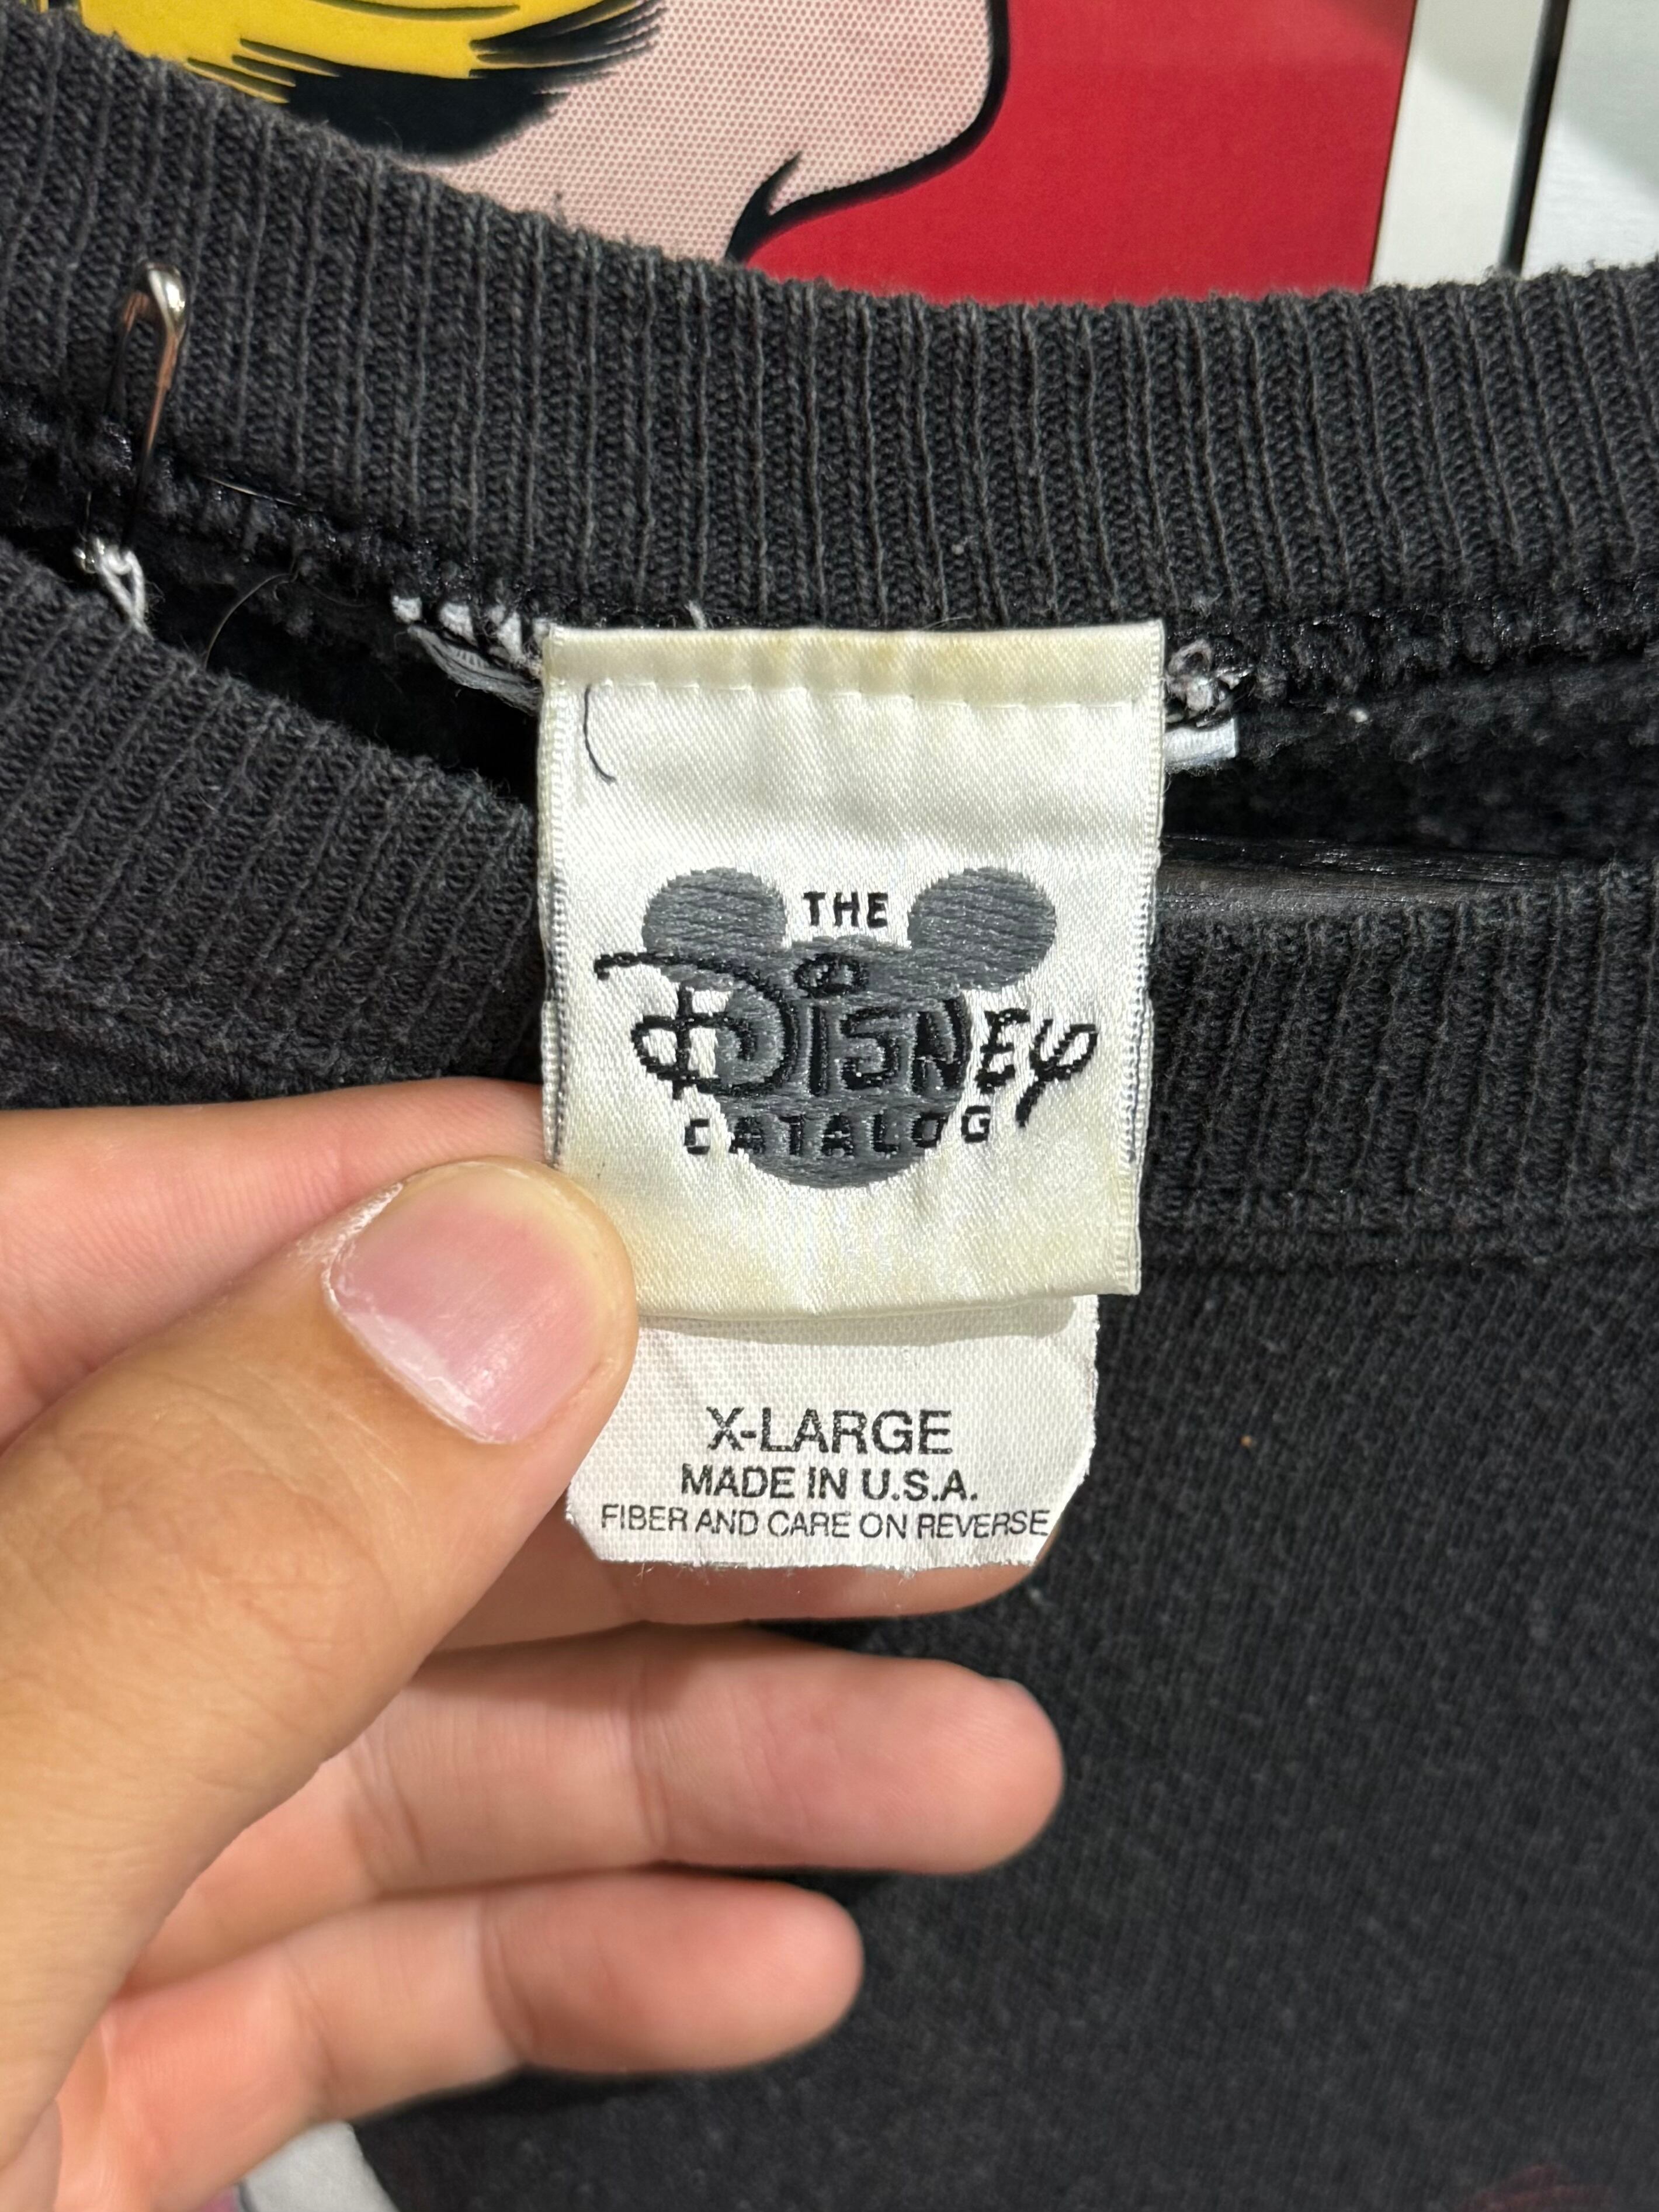 THE
Disney
CATALOG
X-LARGE
MADE IN U.S.A.
FIBER AND CARE ON REVERSE